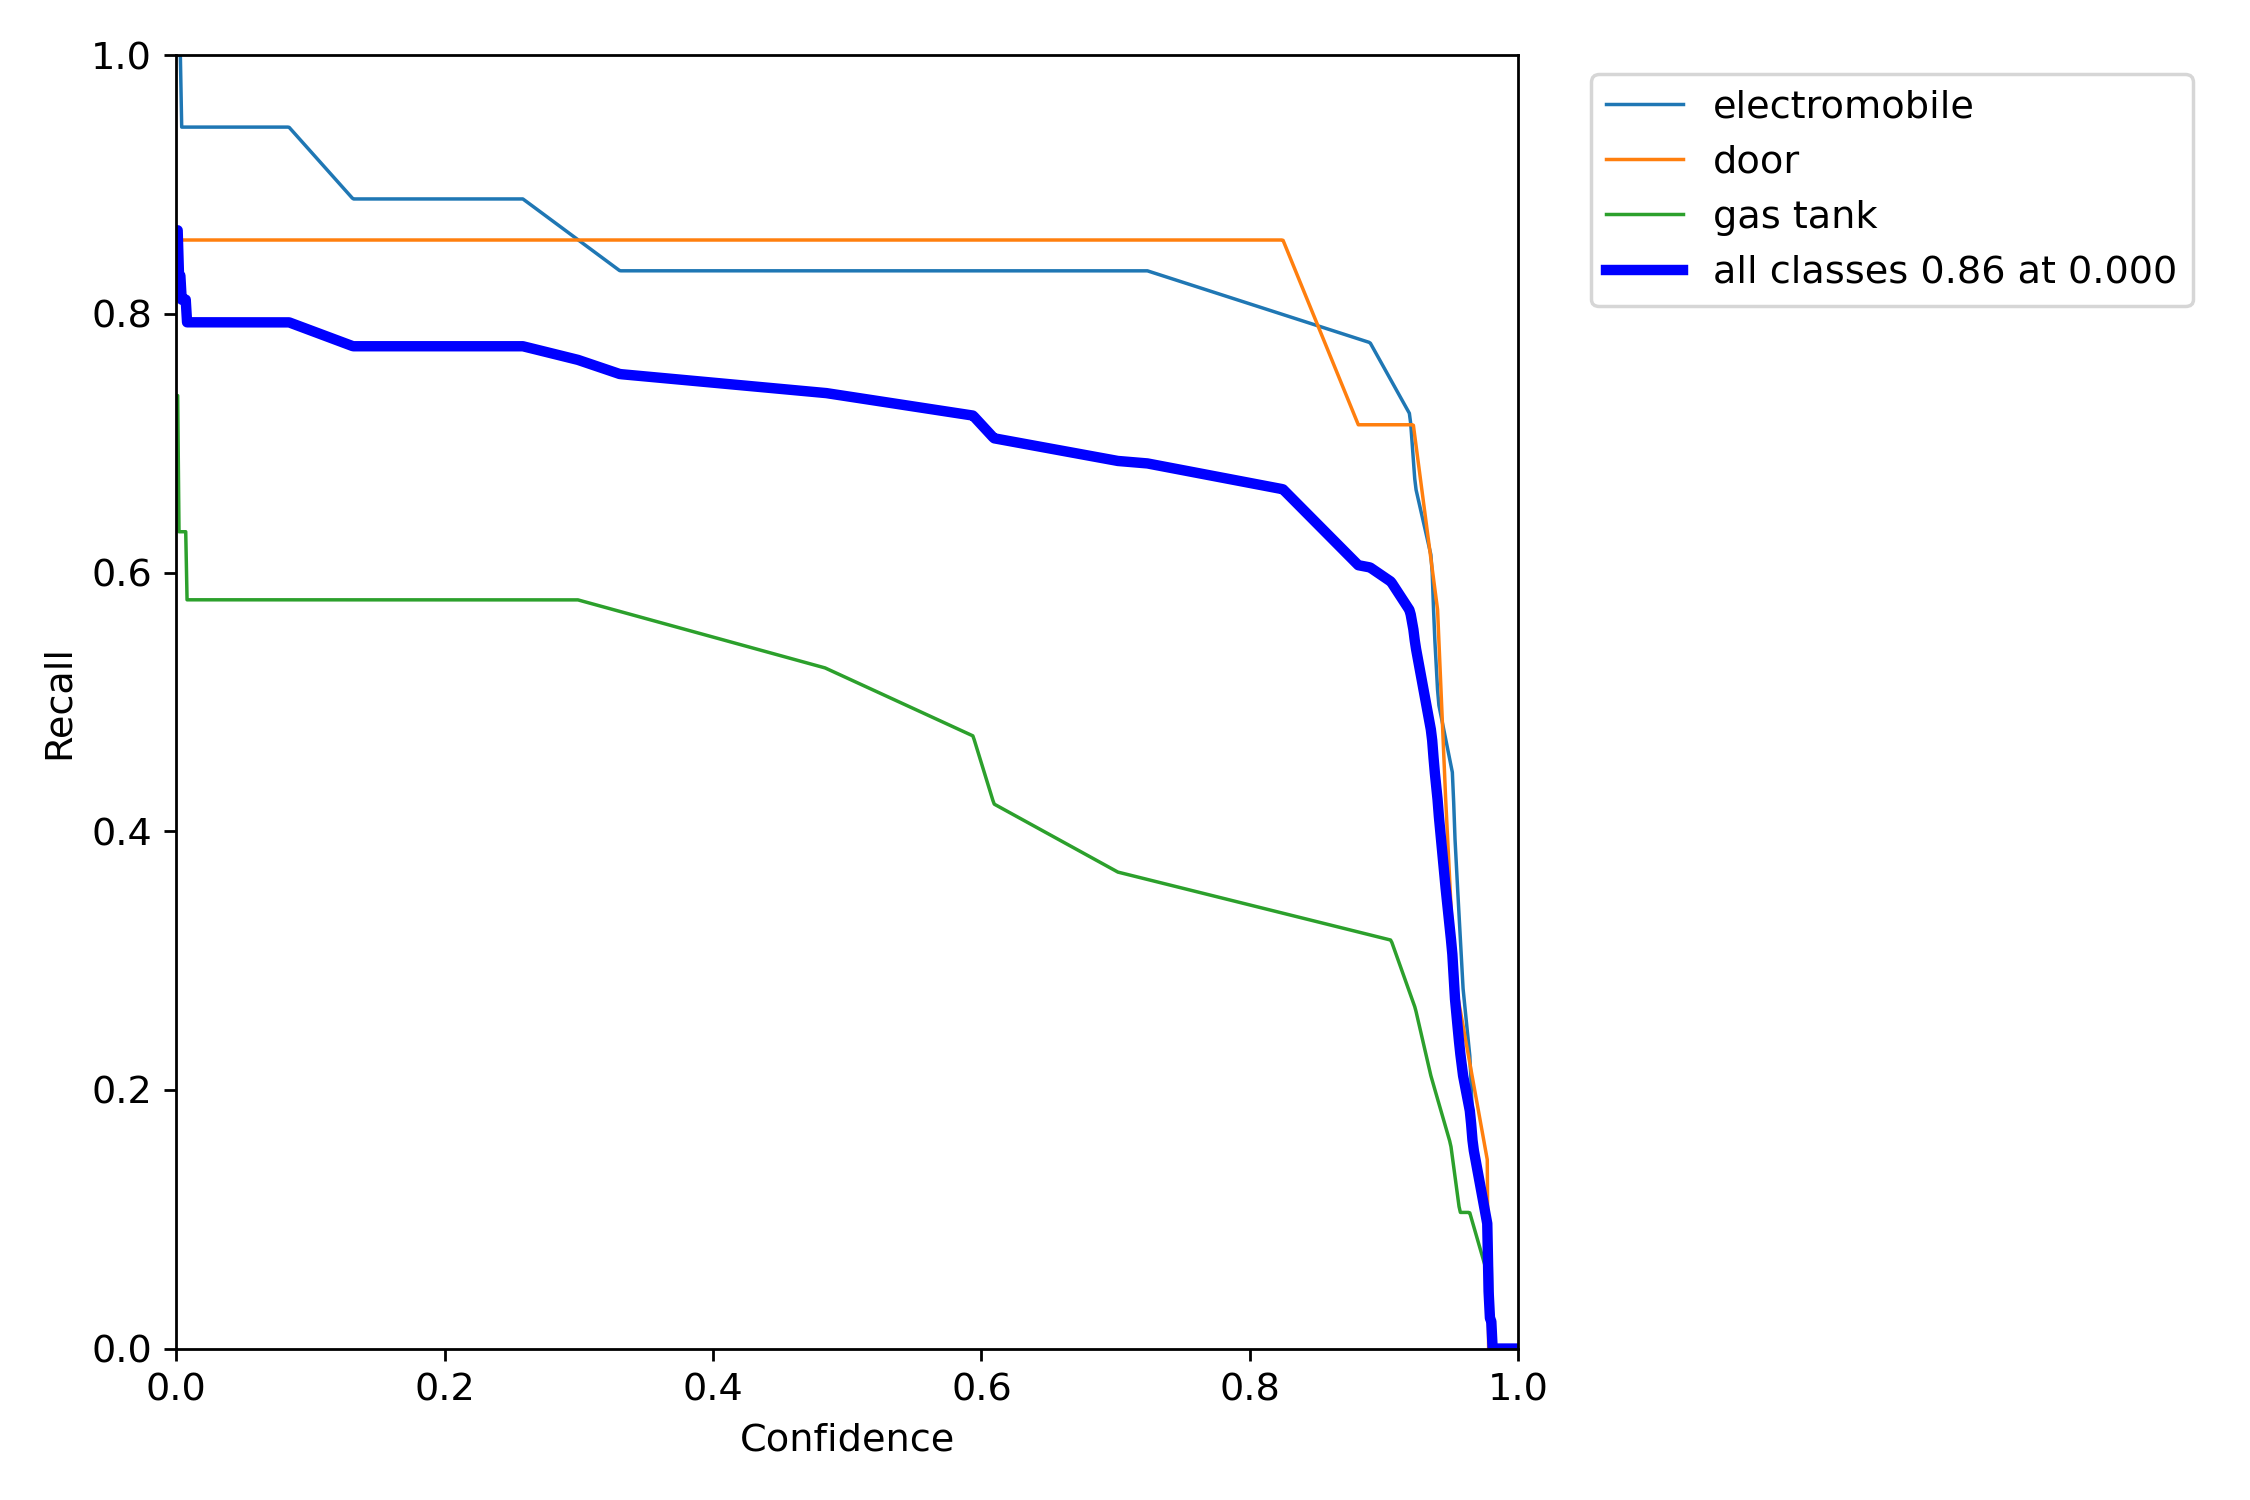 1.0
0.8
0.6
0.4
0.2
0.0
Recall
0.0 0.2 0.4 0.6 0.8 1.0
Confidence
electromobile
door
gas tank
all classes 0.86 at 0.000